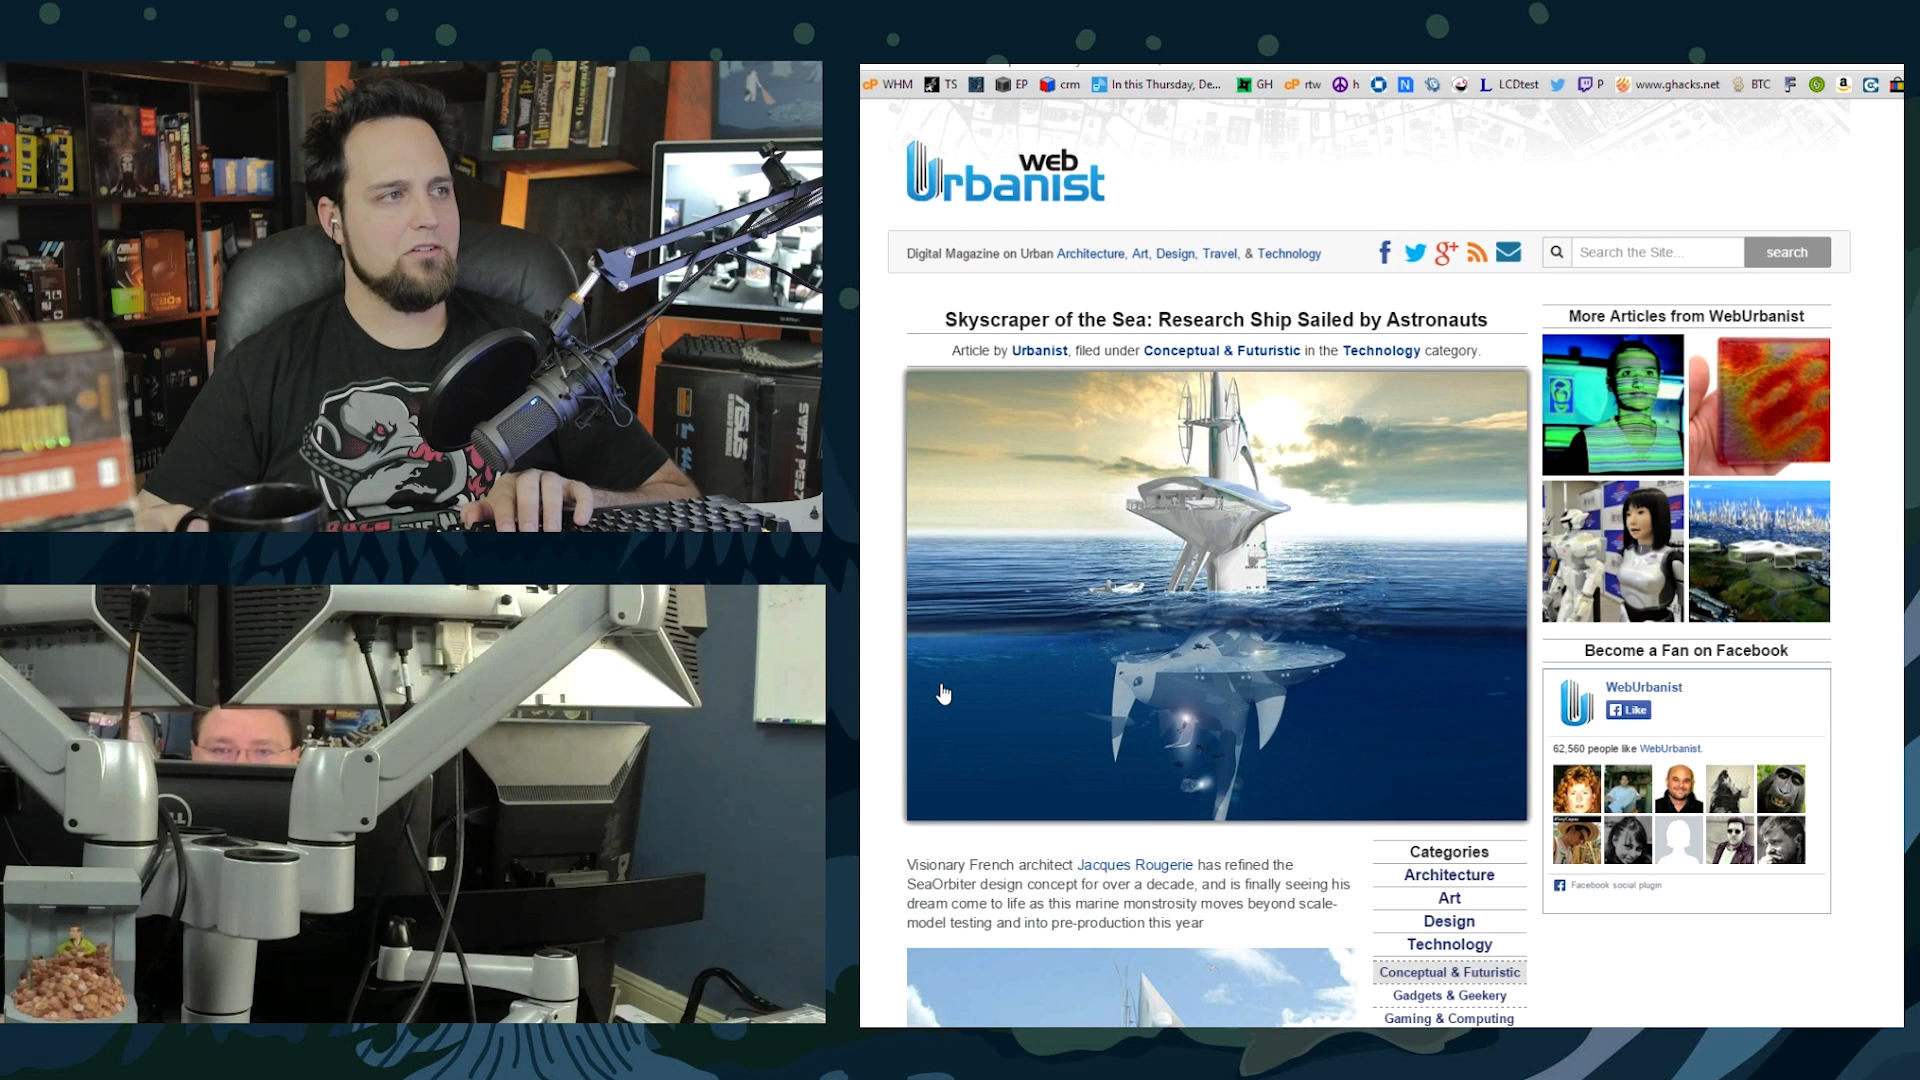 WHM
TS
EP
crm
In this Thursday, De...
GH
rtw
h
LCDtest
P
www.ghacks.net
BTC
web
Urbanist
Digital Magazine on Urban Architecture, Art, Design, Travel, & Technology
Search the Site...
search
Skyscraper of the Sea: Research Ship Sailed by Astronauts
Article by Urbanist, filed under Conceptual & Futuristic in the Technology category.
More Articles from WebUrbanist
Become a Fan on Facebook
WebUrbanist
Like
62,560 people like WebUrbanist.
Facebook social plugin
Visionary French architect Jacques Rougerie has refined the
SeaOrbiter design concept for over a decade, and is finally seeing his
dream come to life as this marine monstrosity moves beyond scale-
model testing and into pre-production this year
Categories
Architecture
Art
Design
Technology
Conceptual & Futuristic
Gadgets & Geekery
Gaming & Computing
ASUS
SWIFT PG27
Daggerfall
Morrowind
DELL